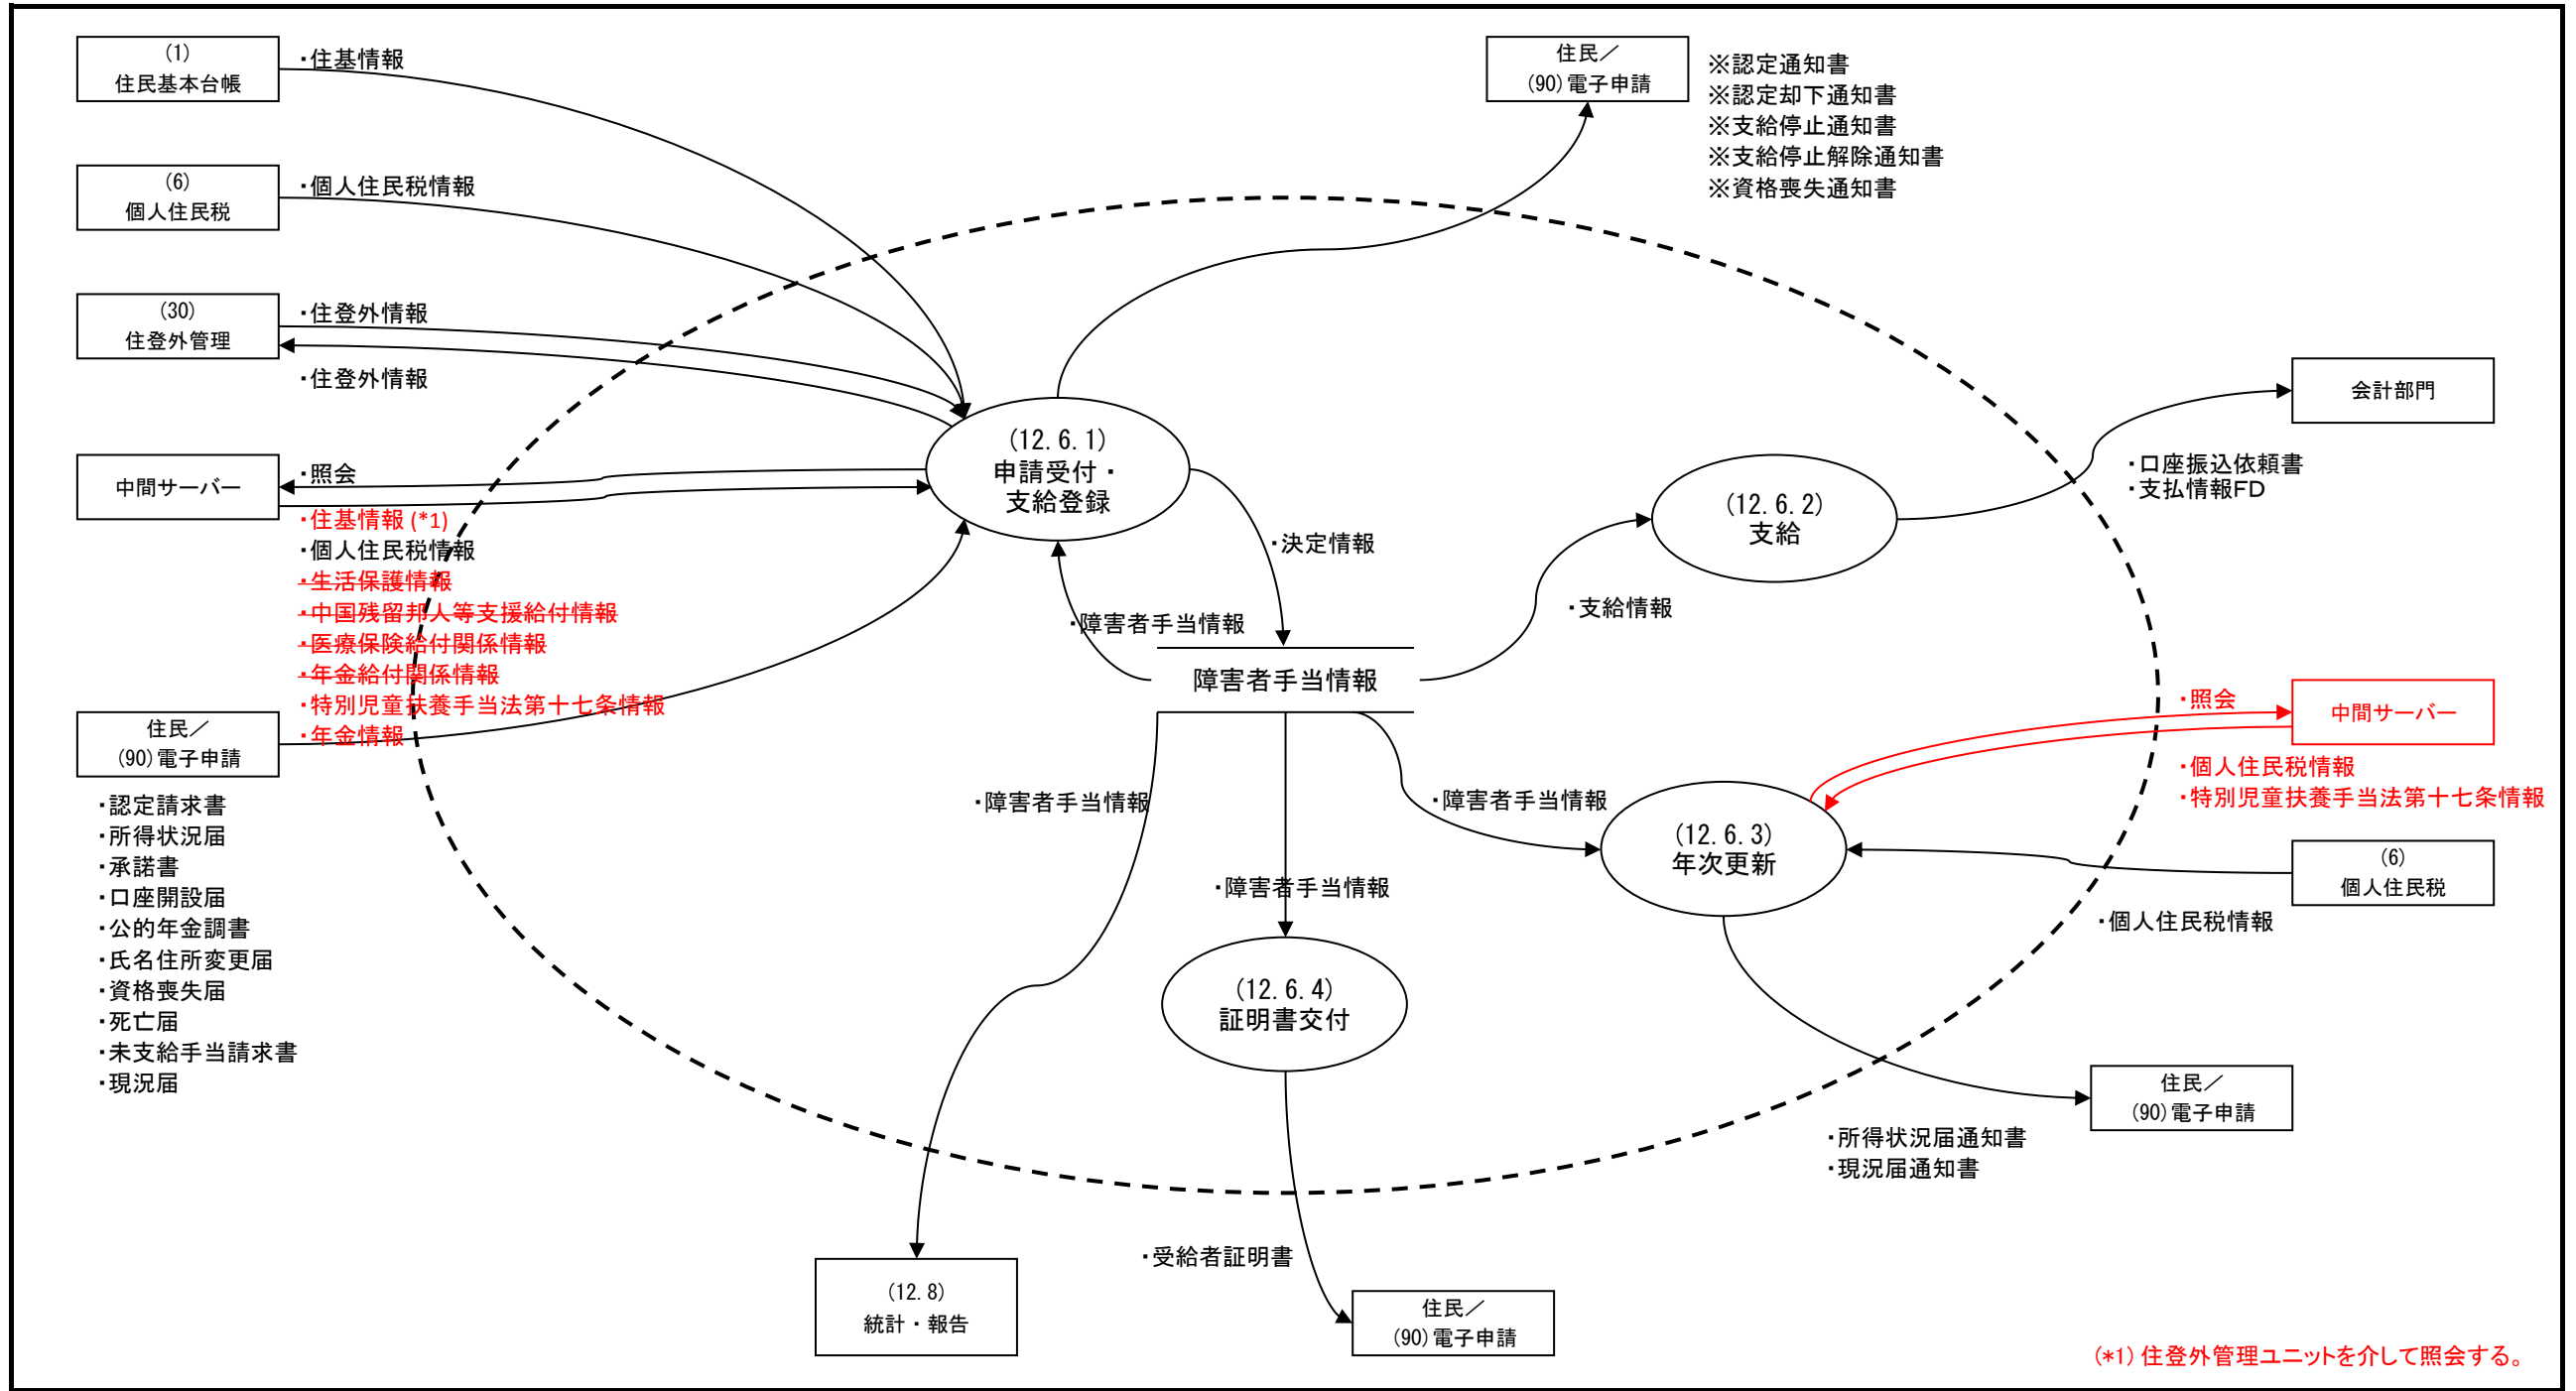 (1)
住民基本台帳
・住基情報
(6)
個人住民税
・個人住民税情報
(30)
住登外管理
・住登外情報
・住登外情報
中間サーバー
・照会
・住基情報(*1)
・個人住民税情報
・生活保護情報
・中国残留邦人等支援給付情報
・医療保険給付関係情報
・年金給付関係情報
・特別児童扶養手当法第十七条情報
・年金情報
住民／
(90)電子申請
・認定請求書
・所得状況届
・承諾書
・口座開設届
・公的年金調書
・氏名住所変更届
・資格喪失届
・死亡届
・未支給手当請求書
・現況届
住民／
(90)電子申請
※認定通知書
※認定却下通知書
※支給停止通知書
※支給停止解除通知書
※資格喪失通知書
(12.6.1)
申請受付・
支給登録
・決定情報
・障害者手当情報
障害者手当情報
・支給情報
(12.6.2)
支給
会計部門
・口座振込依頼書
・支払情報FD
・照会
中間サーバー
・個人住民税情報
・特別児童扶養手当法第十七条情報
・障害者手当情報
・障害者手当情報
・障害者手当情報
(12.6.3)
年次更新
(6)
個人住民税
・個人住民税情報
(12.6.4)
証明書交付
住民／
(90)電子申請
・所得状況届通知書
・現況届通知書
・受給者証明書
(12.8)
統計・報告
住民／
(90)電子申請
(*1)住登外管理ユニットを介して照会する。